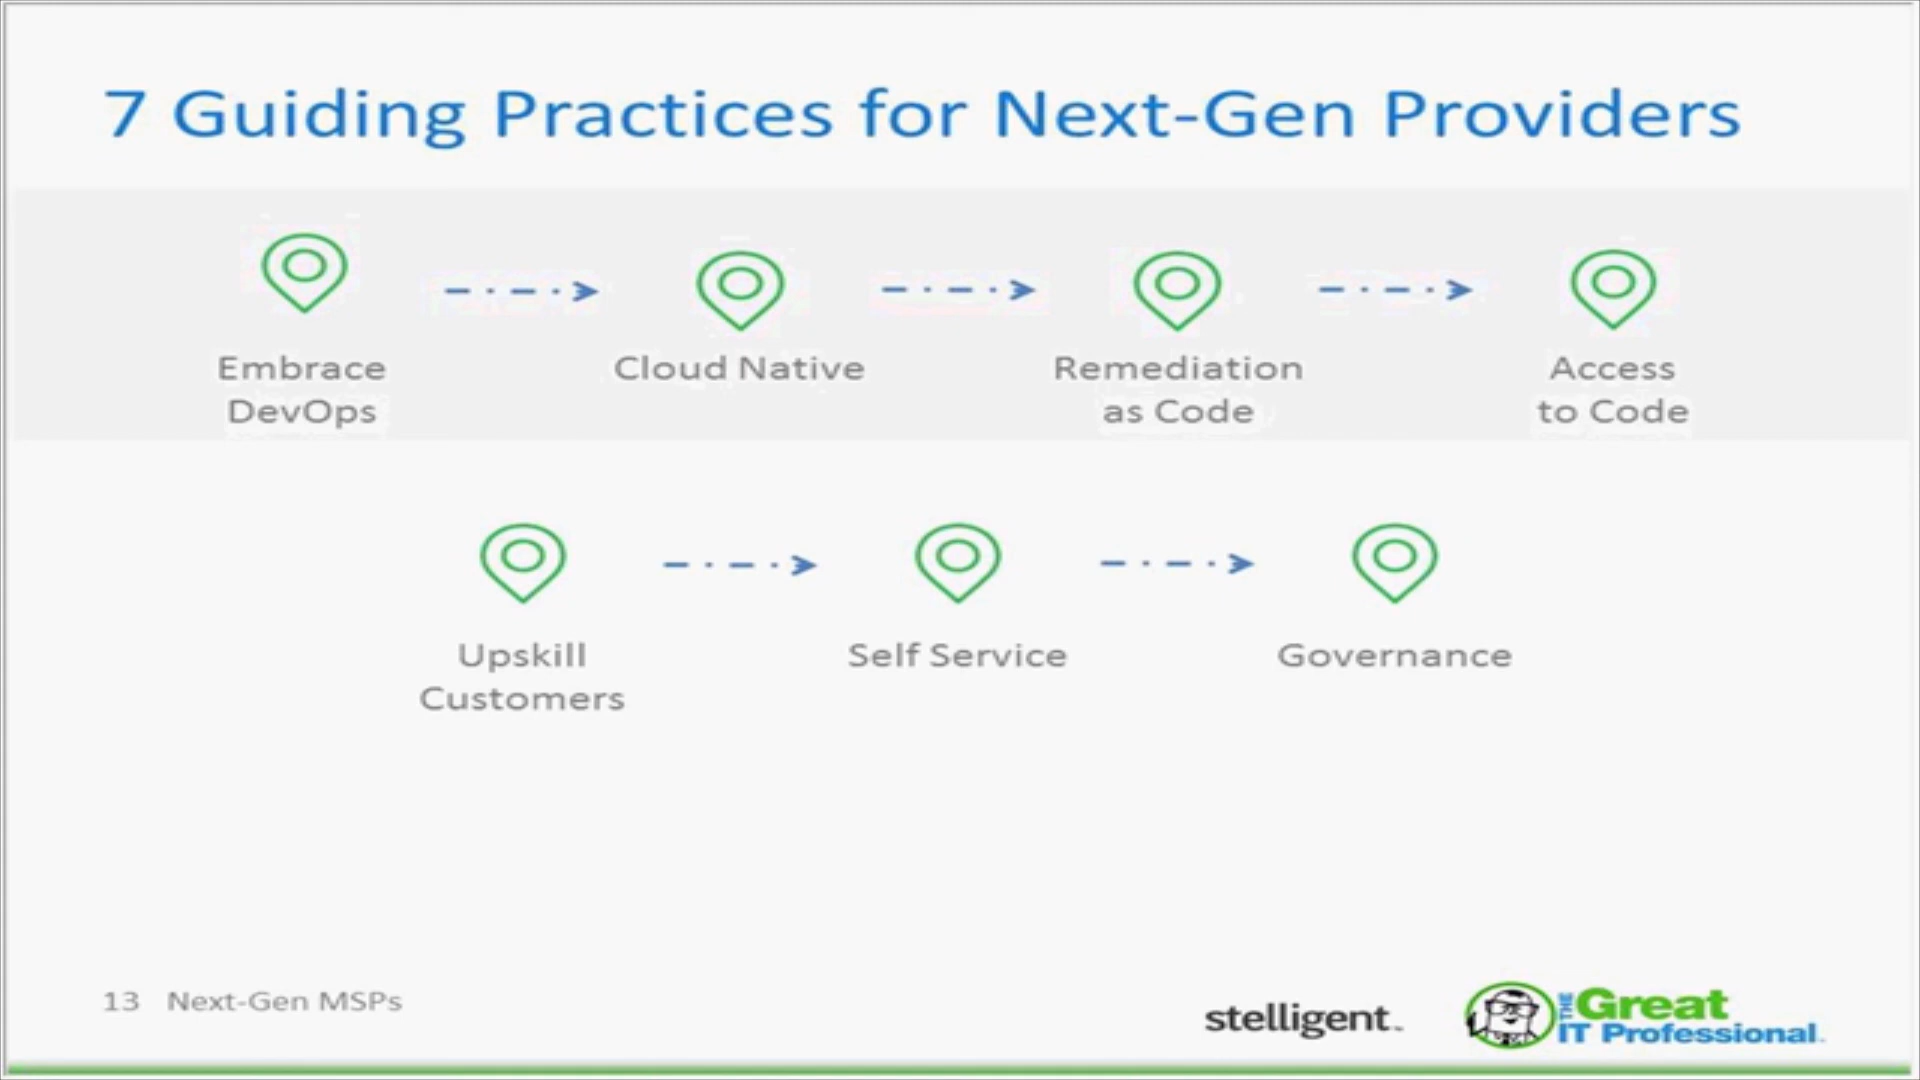 7 Guiding Practices for Next-Gen Providers
Embrace
DevOps
Cloud Native
Remediation
as Code
Access
to Code
Upskill
Customers
Self Service
Governance
13 Next-Gen MSPs
stelligent
THE Great
IT Professional